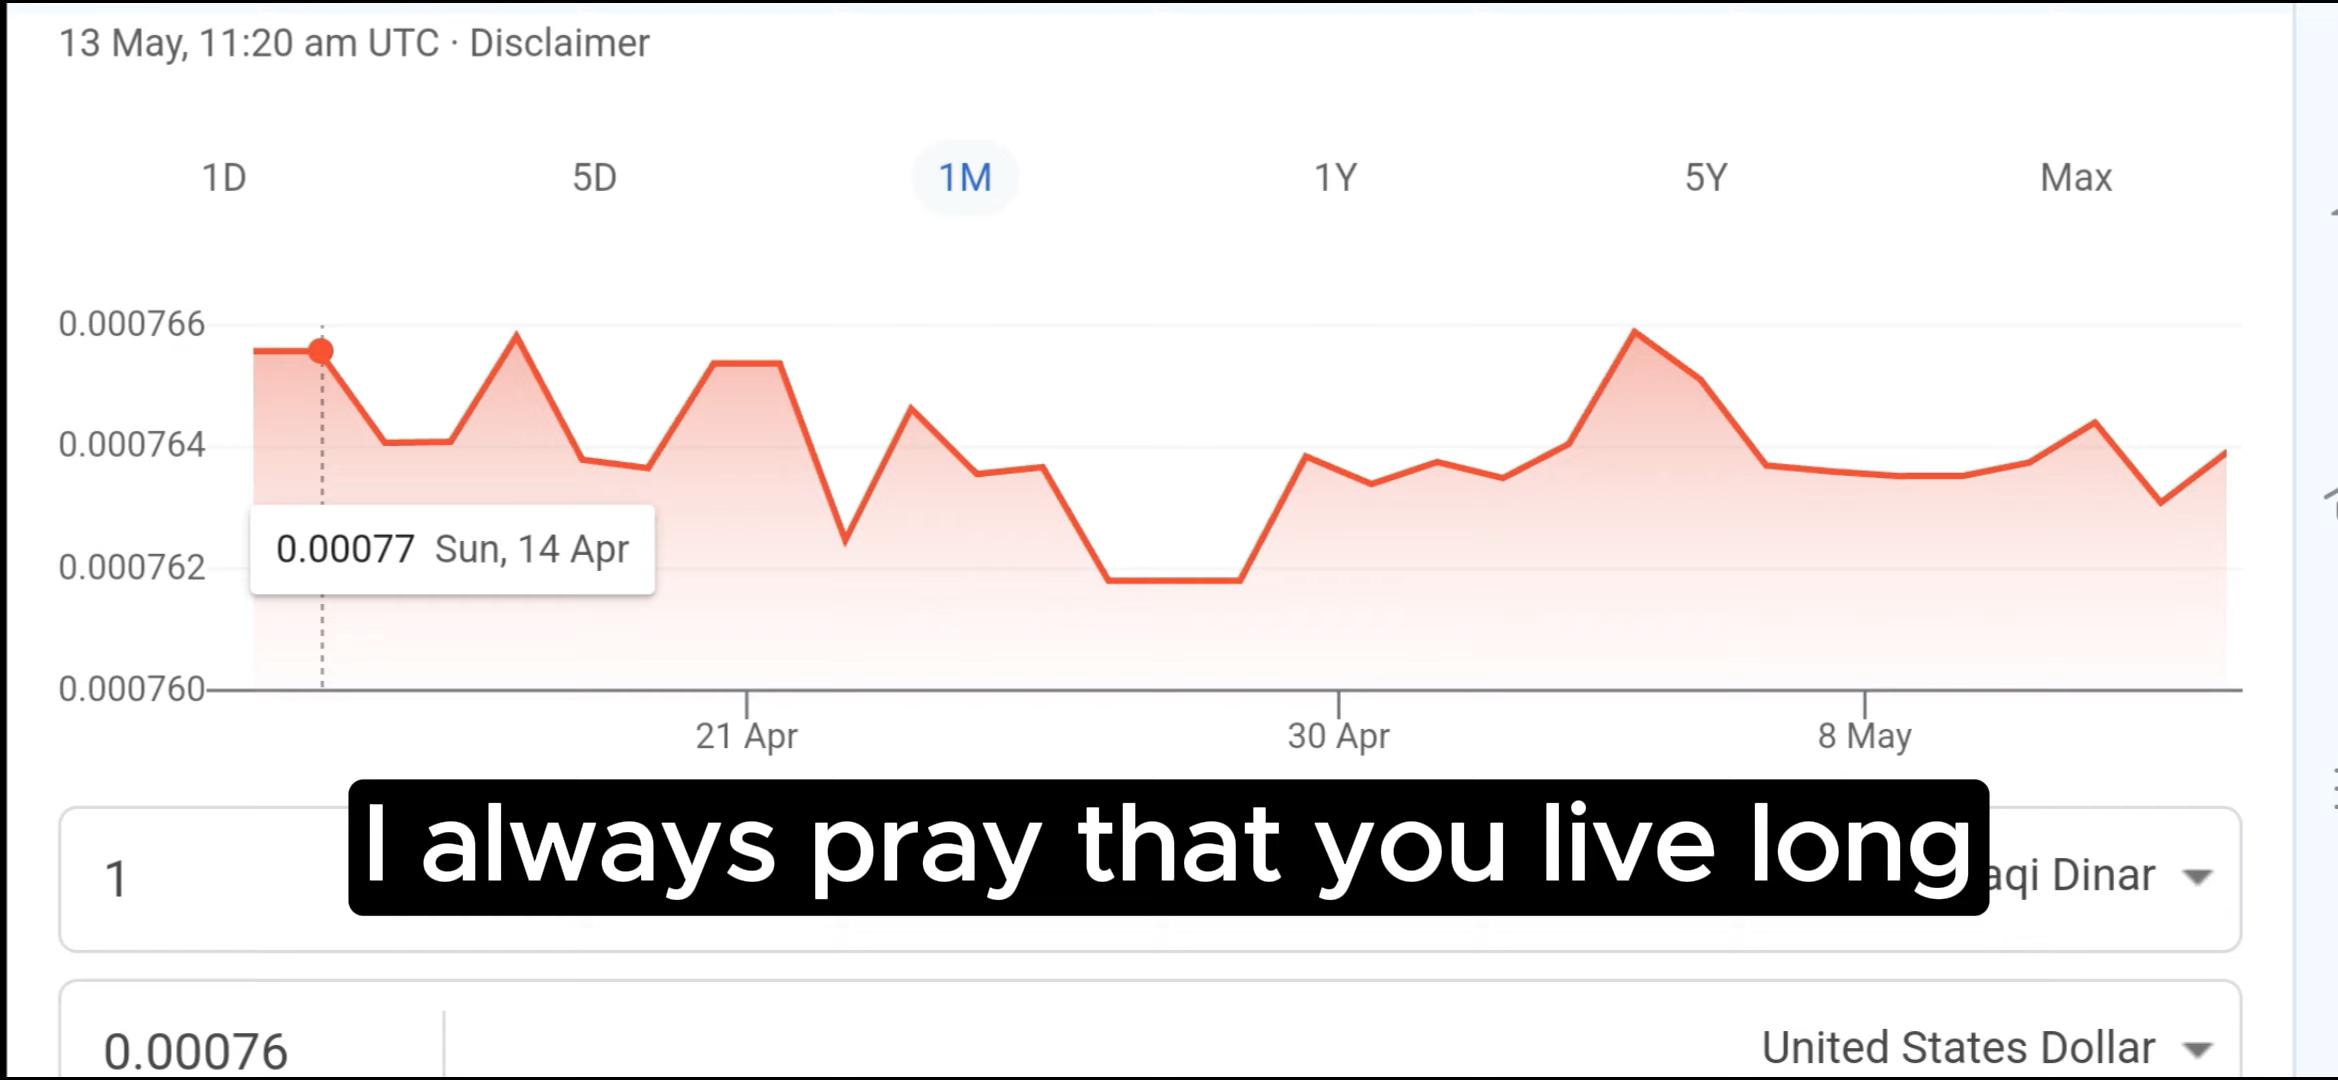 13 May, 11:20 am UTC · Disclaimer
1D 5D 1M 1Y 5Y Max
0.000766
0.000764
0.00077 Sun, 14 Apr
0.000762
0.000760
21 Apr 30 Apr 8 May
I always pray that you live long
1 aqi Dinar
0.00076 United States Dollar